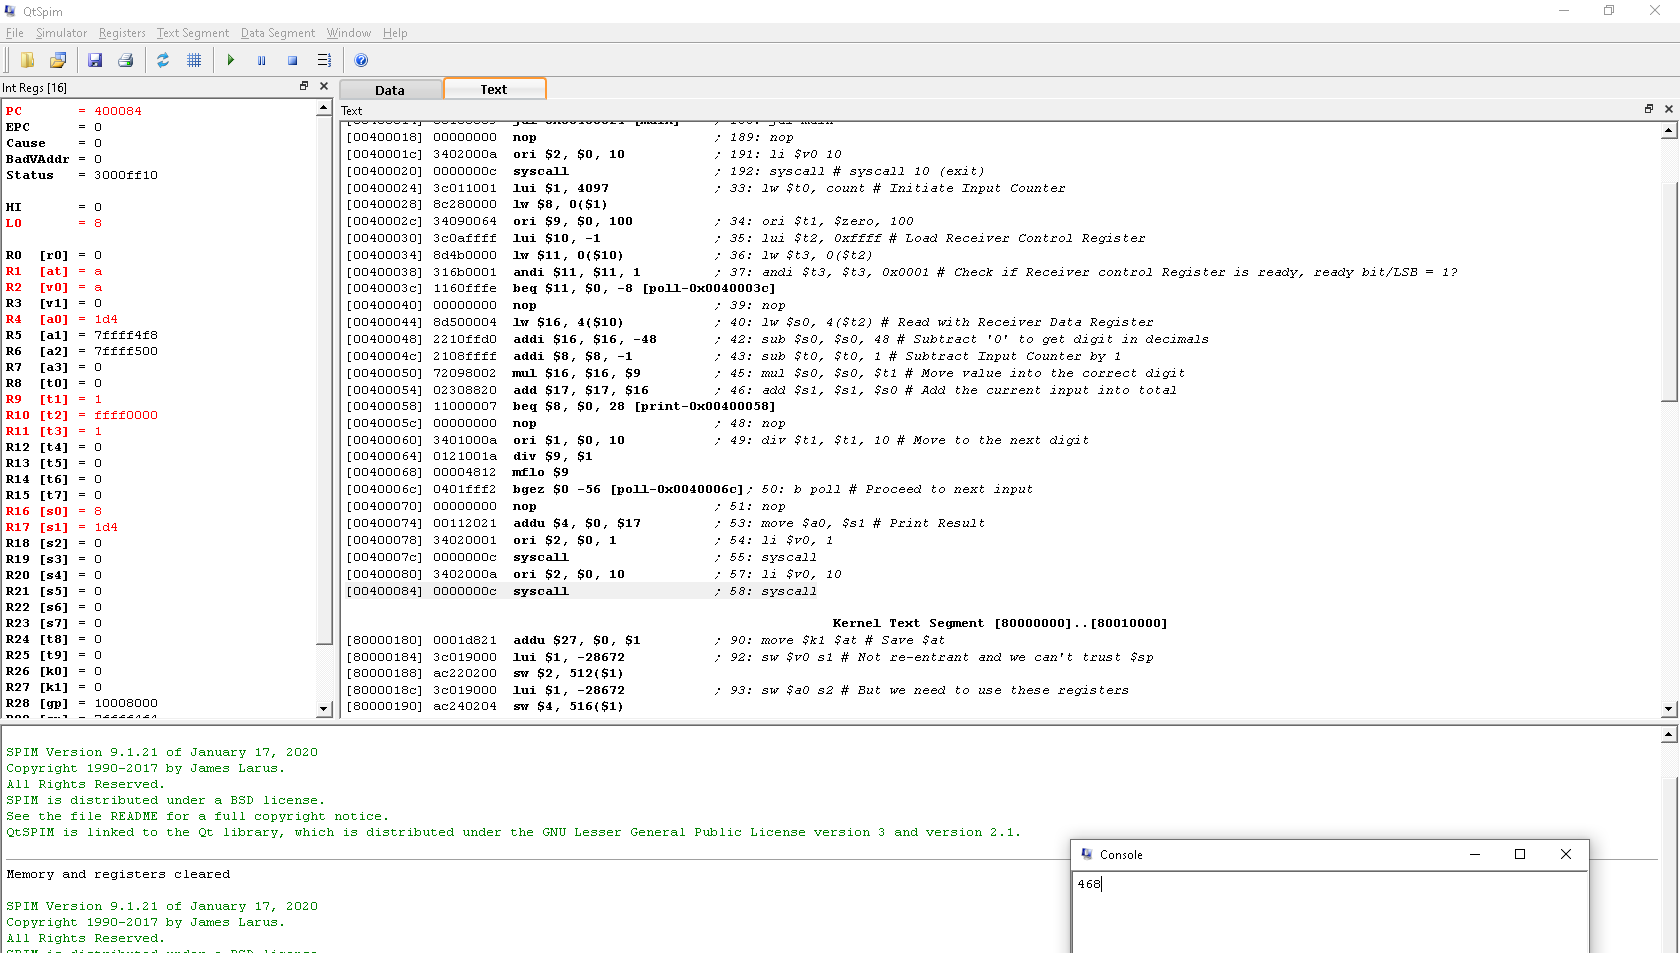 QtSpim
File Simulator Registers Text Segment Data Segment Window Help
Int Regs [16]
PC = 400084
EPC = 0
Cause = 0
BadVAddr = 0
Status = 3000ff10
HI = 0
LO = 8
R0 [r0] = 0
R1 [at] = a
R2 [v0] = a
R3 [v1] = 0
R4 [a0] = 1d4
R5 [a1] = 7ffff4f8
R6 [a2] = 7ffff500
R7 [a3] = 0
R8 [t0] = 0
R9 [t1] = 1
R10 [t2] = ffff0000
R11 [t3] = 1
R12 [t4] = 0
R13 [t5] = 0
R14 [t6] = 0
R15 [t7] = 0
R16 [s0] = 8
R17 [s1] = 1d4
R18 [s2] = 0
R19 [s3] = 0
R20 [s4] = 0
R21 [s5] = 0
R22 [s6] = 0
R23 [s7] = 0
R24 [t8] = 0
R25 [t9] = 0
R26 [k0] = 0
R27 [k1] = 0
R28 [gp] = 10008000
Data Text
Text
[00400018] 00000000 nop ; 189: nop
[0040001c] 3402000a ori $2, $0, 10 ; 191: li $v0 10
[00400020] 0000000c syscall ; 192: syscall # syscall 10 (exit)
[00400024] 3c011001 lui $1, 4097 ; 33: lw $t0, count # Initiate Input Counter
[00400028] 8c280000 lw $8, 0($1)
[0040002c] 34090064 ori $9, $0, 100 ; 34: ori $t1, $zero, 100
[00400030] 3c0affff lui $10, -1 ; 35: lui $t2, 0xffff # Load Receiver Control Register
[00400034] 8d4b0000 lw $11, 0($10) ; 36: lw $t3, 0($t2)
[00400038] 316b0001 andi $11, $11, 1 ; 37: andi $t3, $t3, 0x0001 # Check if Receiver control Register is ready, ready bit/LSB = 1?
[0040003c] 1160fffe beq $11, $0, -8 [poll-0x0040003c]
[00400040] 00000000 nop ; 39: nop
[00400044] 8d500004 lw $16, 4($10) ; 40: lw $s0, 4($t2) # Read with Receiver Data Register
[00400048] 2210ffd0 addi $16, $16, -48 ; 42: sub $s0, $s0, 48 # Subtract '0' to get digit in decimals
[0040004c] 2108ffff addi $8, $8, -1 ; 43: sub $t0, $t0, 1 # Subtract Input Counter by 1
[00400050] 72098002 mul $16, $16, $9 ; 45: mul $s0, $s0, $t1 # Move value into the correct digit
[00400054] 02308820 add $17, $17, $16 ; 46: add $s1, $s1, $s0 # Add the current input into total
[00400058] 11000007 beq $8, $0, 28 [print-0x00400058]
[0040005c] 00000000 nop ; 48: nop
[00400060] 3401000a ori $1, $0, 10 ; 49: div $t1, $t1, 10 # Move to the next digit
[00400064] 0121001a div $9, $1
[00400068] 00004812 mflo $9
[0040006c] 0401fff2 bgez $0 -56 [poll-0x0040006c]; 50: b poll # Proceed to next input
[00400070] 00000000 nop ; 51: nop
[00400074] 00112021 addu $4, $0, $17 ; 53: move $a0, $s1 # Print Result
[00400078] 34020001 ori $2, $0, 1 ; 54: li $v0, 1
[0040007c] 0000000c syscall ; 55: syscall
[00400080] 3402000a ori $2, $0, 10 ; 57: li $v0, 10
[00400084] 0000000c syscall ; 58: syscall
Kernel Text Segment [80000000]..[80010000]
[80000180] 0001d821 addu $27, $0, $1 ; 90: move $k1 $at # Save $at
[80000184] 3c019000 lui $1, -28672 ; 92: sw $v0 s1 # Not re-entrant and we can't trust $sp
[80000188] ac220200 sw $2, 512($1)
[8000018c] 3c019000 lui $1, -28672 ; 93: sw $a0 s2 # But we need to use these registers
[80000190] ac240204 sw $4, 516($1)
SPIM Version 9.1.21 of January 17, 2020
Copyright 1990-2017 by James Larus.
All Rights Reserved.
SPIM is distributed under a BSD license.
See the file README for a full copyright notice.
QtSPIM is linked to the Qt library, which is distributed under the GNU Lesser General Public License version 3 and version 2.1.
Memory and registers cleared
SPIM Version 9.1.21 of January 17, 2020
Copyright 1990-2017 by James Larus.
All Rights Reserved.
Console
468